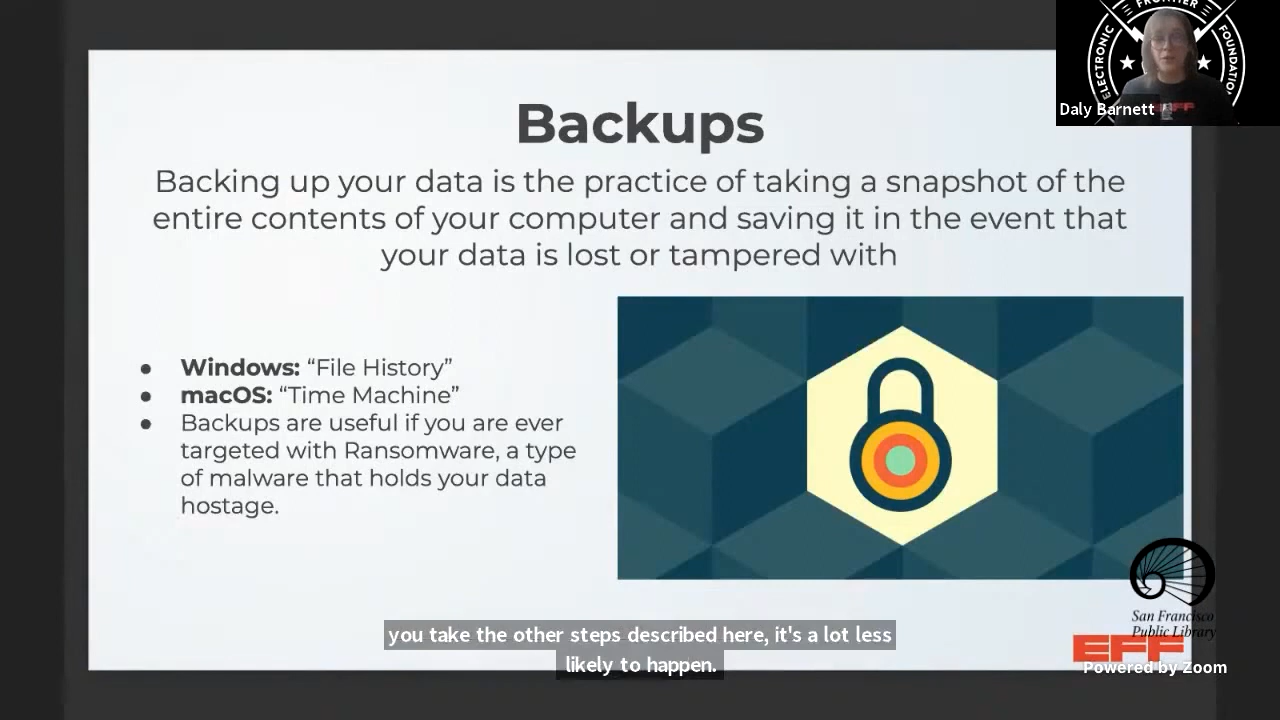 Backups
Backing up your data is the practice of taking a snapshot of the
entire contents of your computer and saving it in the event that
your data is lost or tampered with
● Windows: “File History”
● macOS: “Time Machine”
● Backups are useful if you are ever
targeted with Ransomware, a type
of malware that holds your data
hostage.
ELECTRONIC FRONTIER FOUNDATION
Daly Barnett
EFF
San Francisco
Public Library
EFF
Powered by Zoom
you take the other steps described here, it's a lot less
likely to happen.